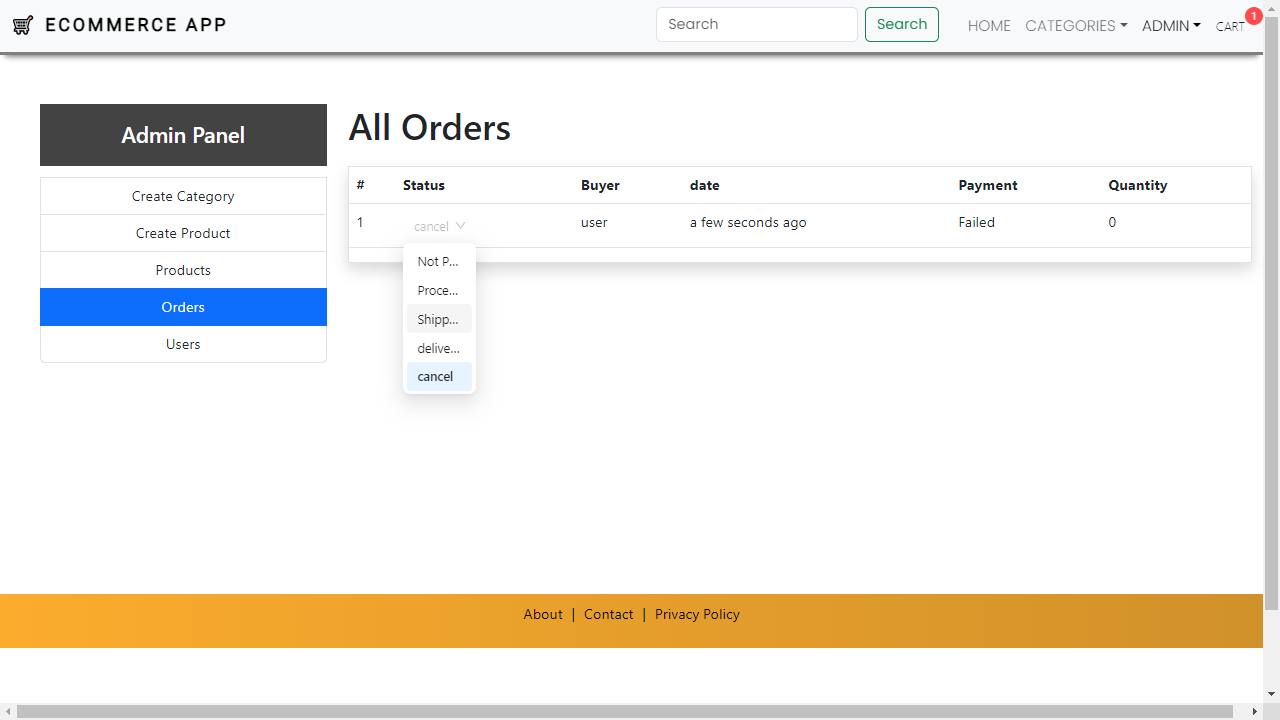 ECOMMERCE APP
Search
Search
HOME
CATEGORIES
ADMIN
CART
1
Admin Panel
Create Category
Create Product
Products
Orders
Users
All Orders
# Status Buyer date Payment Quantity
1 cancel user a few seconds ago Failed 0
Not P...
Proce...
Shipp...
delive...
cancel
About | Contact | Privacy Policy